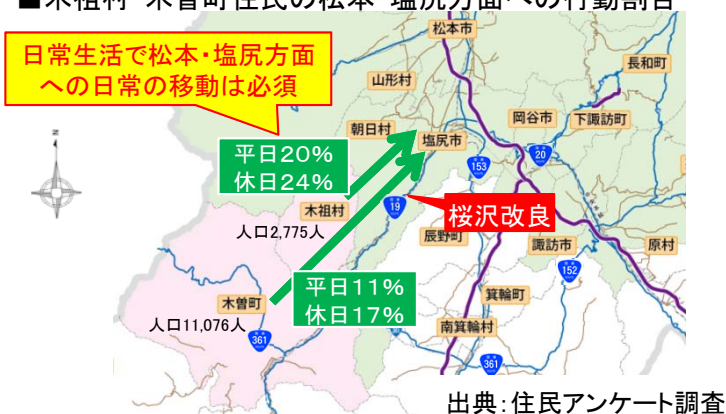 ■木祖村・木曽町住民の松本・塩尻方面への行動割合
日常生活で松本・塩尻方面
への日常の移動は必須
松本市
長和町
山形村
岡谷市
下諏訪町
朝日村
塩尻市
平日20%
休日24%
153
20
木祖村
人口2,775人
19
桜沢改良
辰野町
諏訪市
原村
152
平日11%
休日17%
箕輪町
木曽町
人口11,076人
361
南箕輪村
361
出典:住民アンケート調査
N